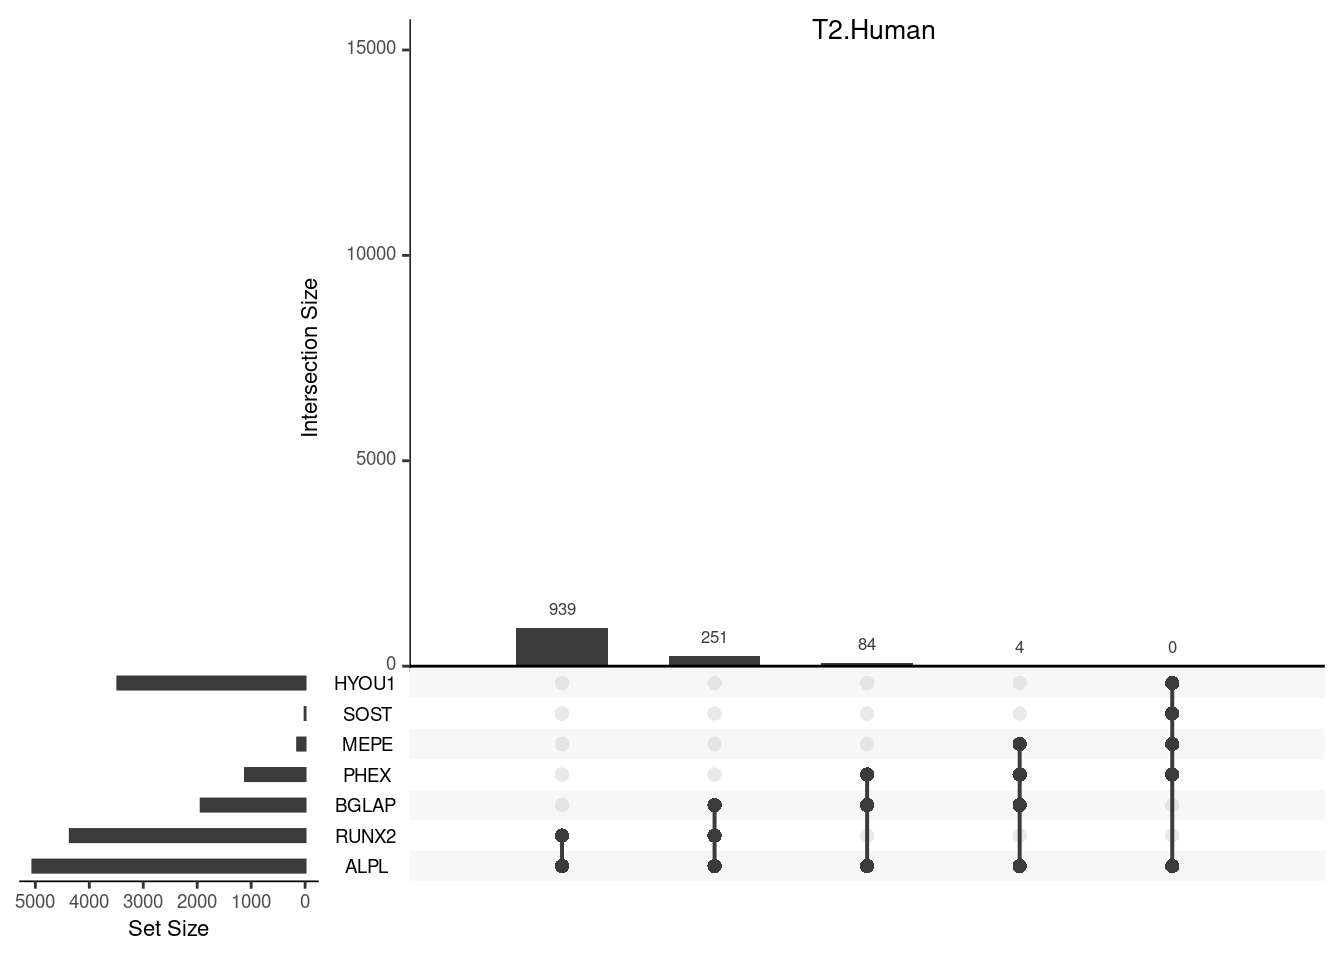 T2.Human
15000
10000
5000
0
Intersection Size
939
251
84
4
0
HYOU1
SOST
MEPE
PHEX
BGLAP
RUNX2
ALPL
5000 4000 3000 2000 1000 0
Set Size